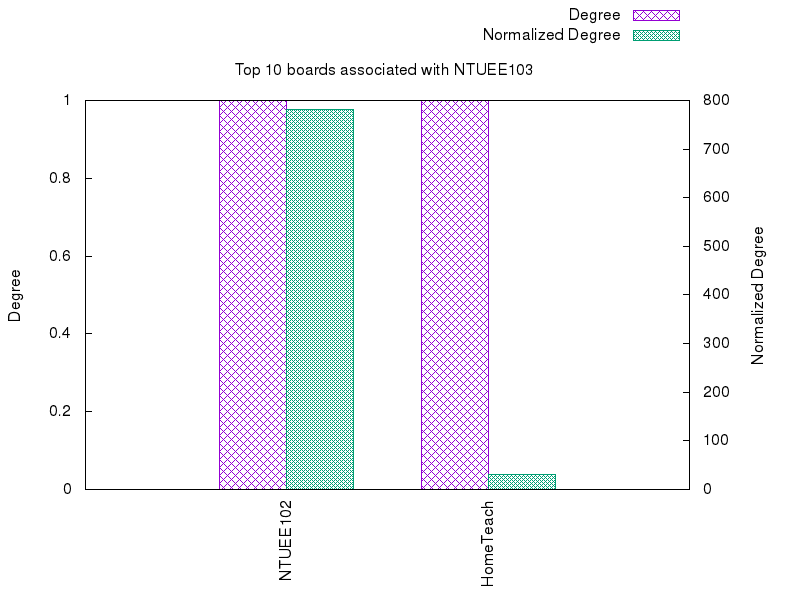 Degree
Normalized Degree
Top 10 boards associated with NTUEE103
1
0.8
0.6
0.4
0.2
0
Degree
800
700
600
500
400
300
200
100
0
Normalized Degree
NTUEE102
HomeTeach